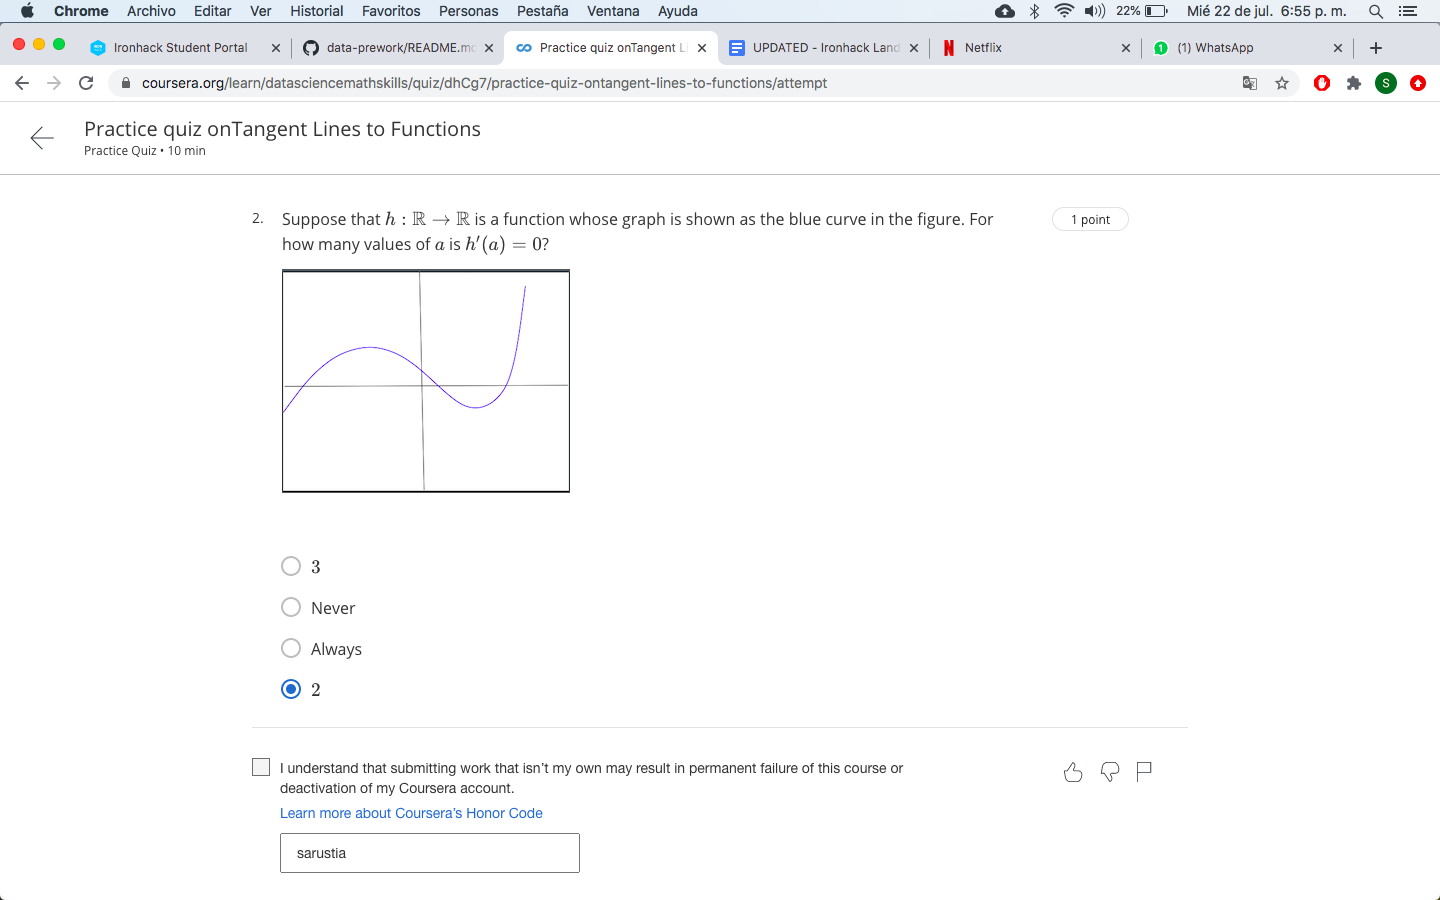 Chrome Archivo Editar Ver Historial Favoritos Personas Pestaña Ventana Ayuda 22% Mié 22 de jul. 6:55 p. m.
Ironhack Student Portal data-prework/README.md Practice quiz onTangent Li UPDATED - Ironhack Land Netflix 1 (1) WhatsApp
coursera.org/learn/datasciencemathskills/quiz/dhCg7/practice-quiz-ontangent-lines-to-functions/attempt S
Practice quiz onTangent Lines to Functions
Practice Quiz • 10 min
2. Suppose that h : ℝ → ℝ is a function whose graph is shown as the blue curve in the figure. For 1 point
how many values of a is h′(a) = 0?
3
Never
Always
2
I understand that submitting work that isn't my own may result in permanent failure of this course or
deactivation of my Coursera account.
Learn more about Coursera's Honor Code
sarustia